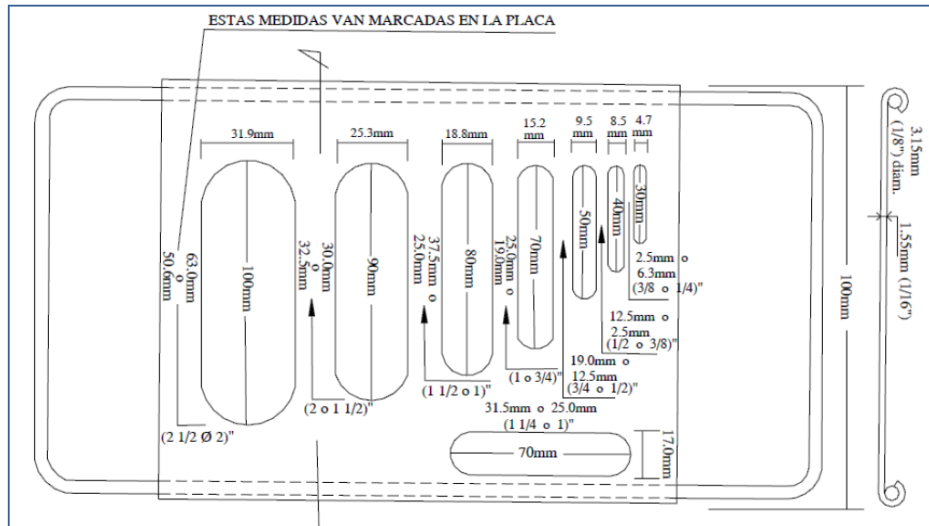 ESTAS MEDIDAS VAN MARCADAS EN LA PLACA
31.9mm
25.3mm
18.8mm
15.2
mm
9.5
mm
8.5
mm
4.7
mm
63.0mm
o
50.6mm
100mm
(2 1/2 Ø 2)"
30.0mm
o
32.5mm
90mm
(2 o 1 1/2)"
37.5mm o
25.0mm
80mm
(1 1/2 o 1)"
25.0mm o
19.0mm
70mm
(1 o 3/4)"
50mm
19.0mm o
12.5mm
(3/4 o 1/2)"
40mm
12.5mm o
2.5mm
(1/2 o 3/8)"
30mm
2.5mm o
6.3mm
(3/8 o 1/4)"
31.5mm o 25.0mm
(1 1/4 o 1)"
70mm
17.0mm
100mm
3.15mm
(1/8") diam.
1.55mm (1/16")